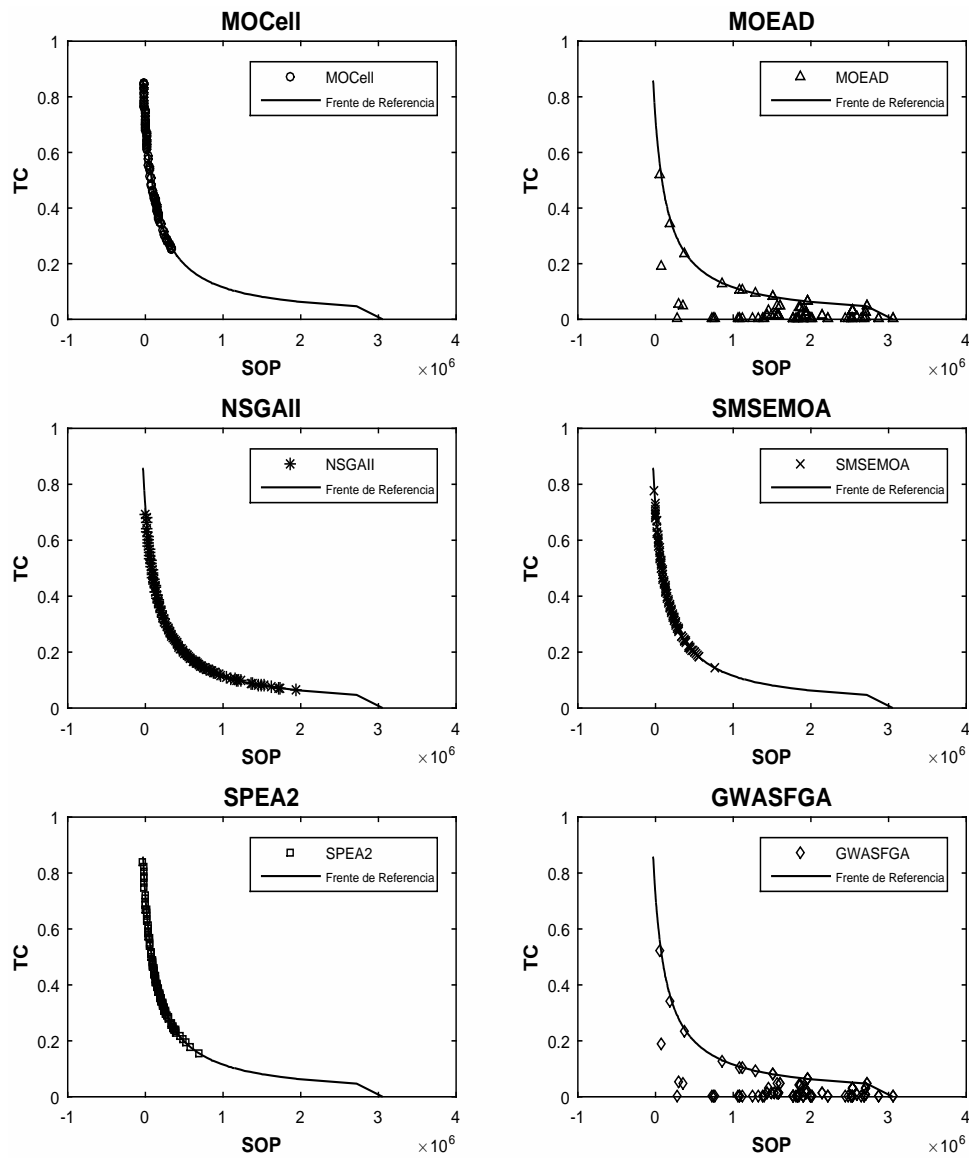 MOCell
MOCell
Frente de Referencia
TC
1
0.8
0.6
0.4
0.2
0
-1 0 1 2 3 4
SOP
×10^6
MOEAD
MOEAD
Frente de Referencia
TC
1
0.8
0.6
0.4
0.2
0
-1 0 1 2 3 4
SOP
×10^6
NSGAII
NSGAII
Frente de Referencia
TC
1
0.8
0.6
0.4
0.2
0
-1 0 1 2 3 4
SOP
×10^6
SMSEMOA
SMSEMOA
Frente de Referencia
TC
1
0.8
0.6
0.4
0.2
0
-1 0 1 2 3 4
SOP
×10^6
SPEA2
SPEA2
Frente de Referencia
TC
1
0.8
0.6
0.4
0.2
0
-1 0 1 2 3 4
SOP
×10^6
GWASFGA
GWASFGA
Frente de Referencia
TC
1
0.8
0.6
0.4
0.2
0
-1 0 1 2 3 4
SOP
×10^6